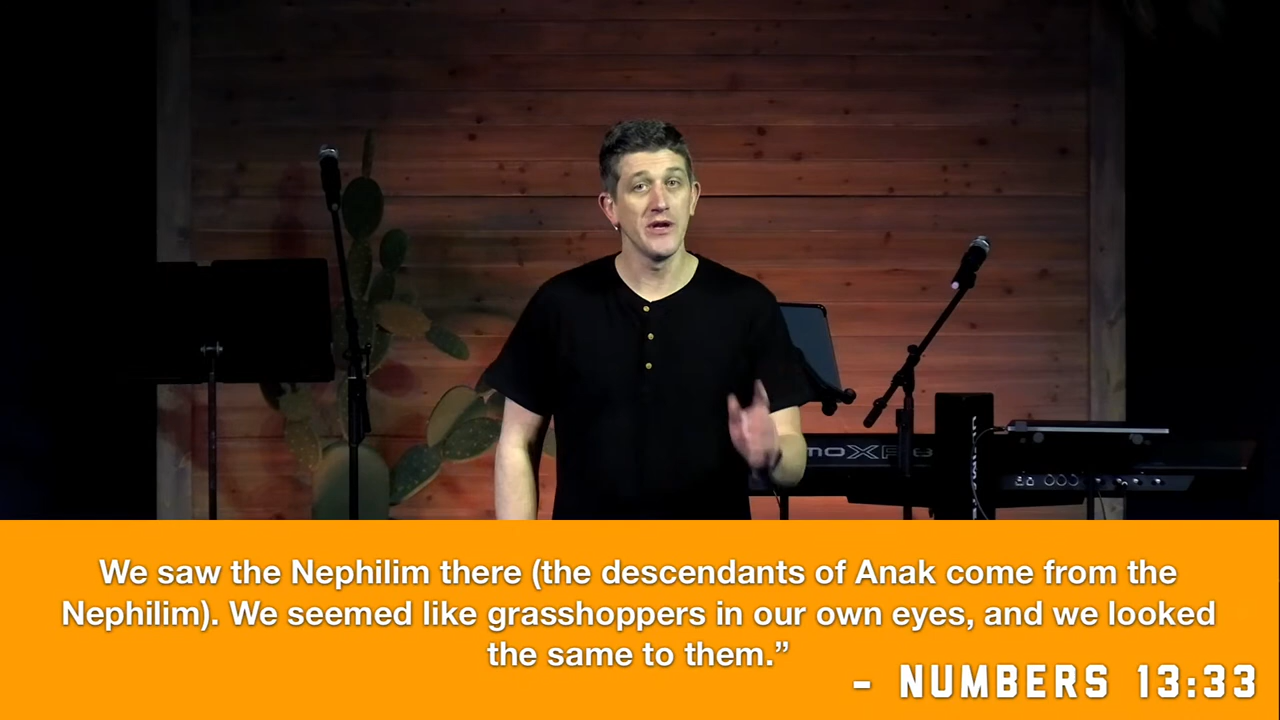 moXF8
We saw the Nephilim there (the descendants of Anak come from the
Nephilim). We seemed like grasshoppers in our own eyes, and we looked
the same to them.”
– NUMBERS 13:33